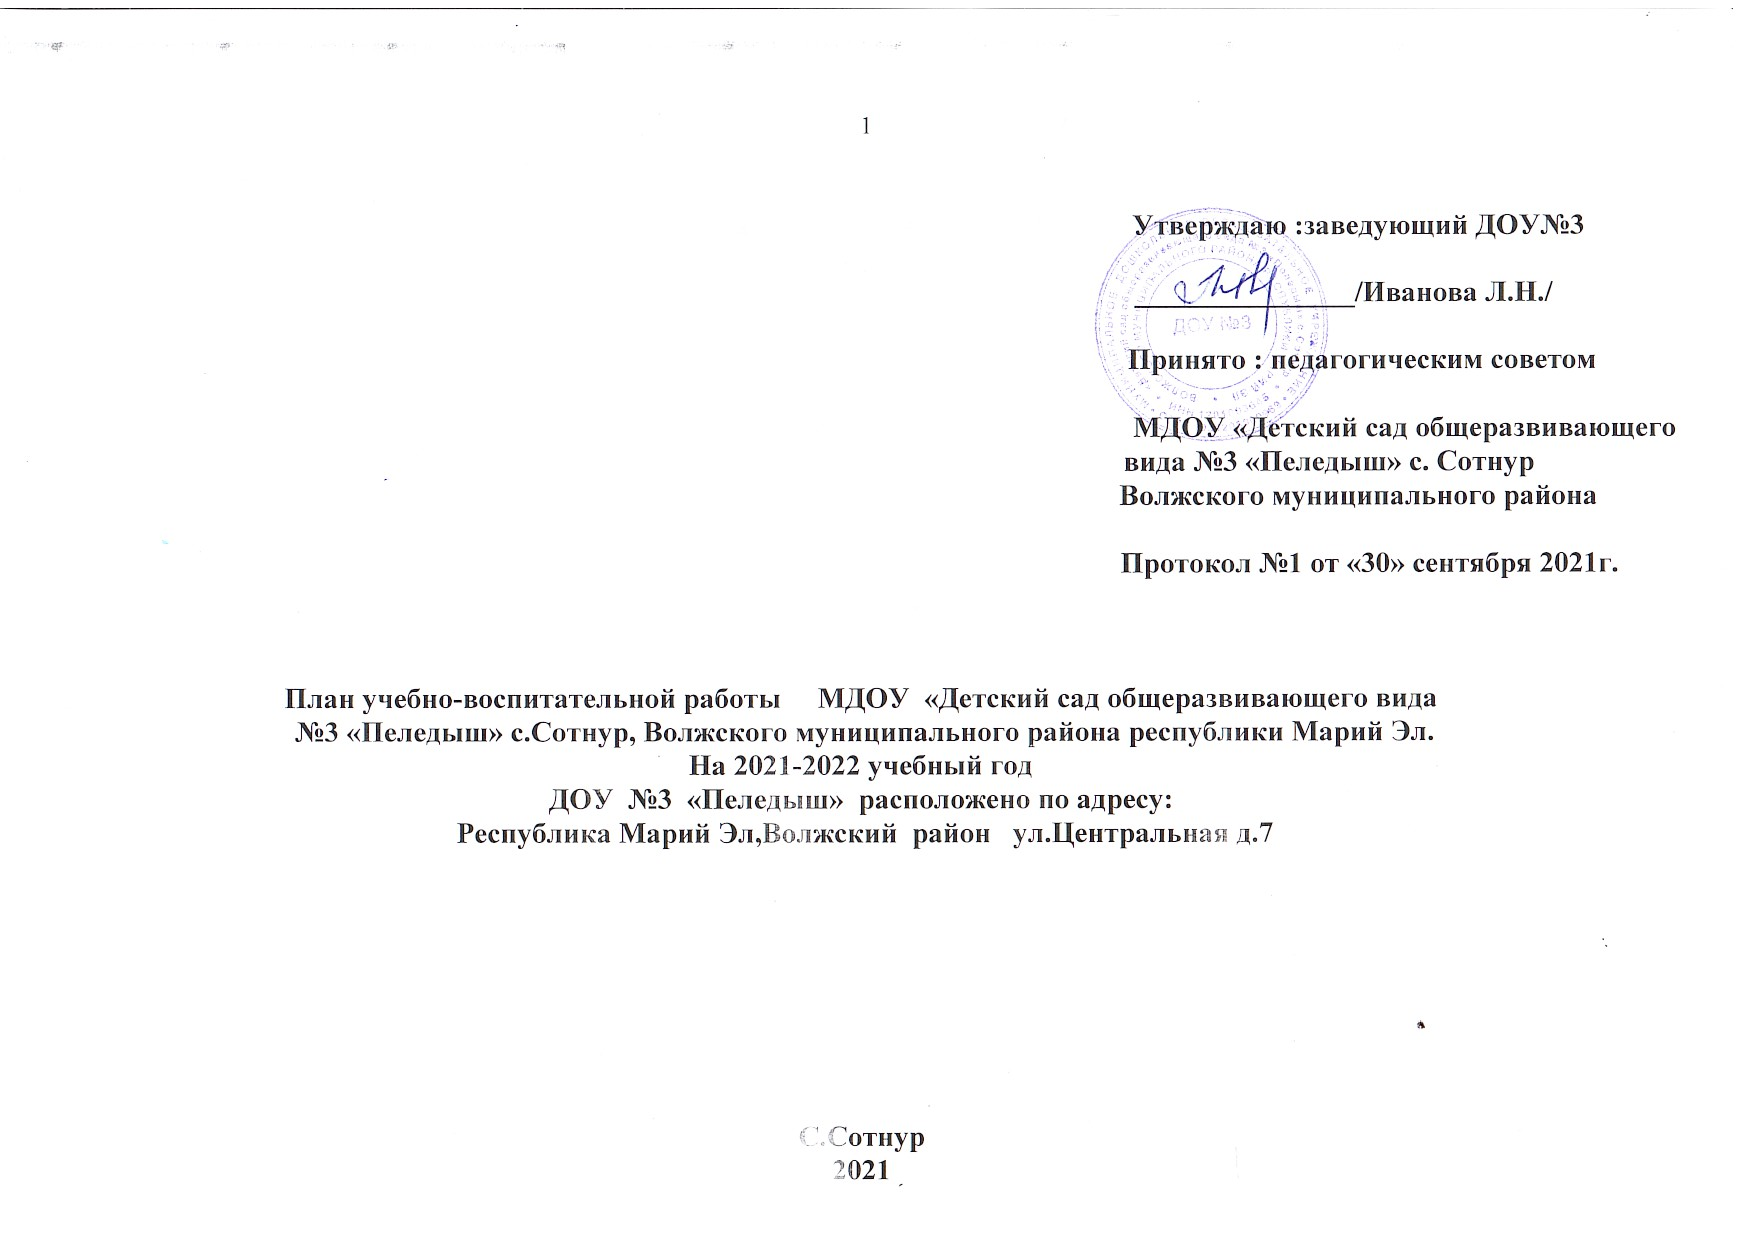 1
Утверждаю :заведующий ДОУ№3
/Иванова Л.Н./
ДОУ №3
Принято : педагогическим советом
МДОУ «Детский сад общеразвивающего
вида №3 «Пеледыш» с. Сотнур
Волжского муниципального района
Протокол №1 от «30» сентября 2021г.
План учебно-воспитательной работы МДОУ «Детский сад общеразвивающего вида
№3 «Пеледыш» с.Сотнур, Волжского муниципального района республики Марий Эл.
На 2021-2022 учебный год
ДОУ №3 «Пеледыш» расположено по адресу:
Республика Марий Эл,Волжский район ул.Центральная д.7
С.Сотнур
2021